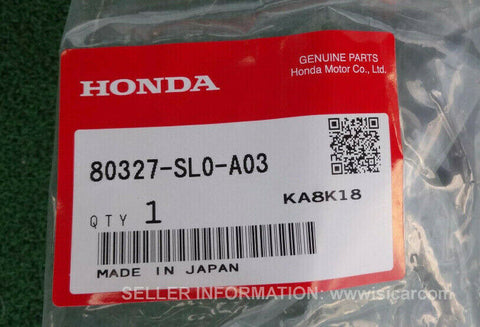 GENUINE PARTS
Honda Motor Co., Ltd.
HONDA
80327-SL0-A03
KA8K18
QTY 1
MADE IN JAPAN
SELLER INFORMATION: www.isicar.com/